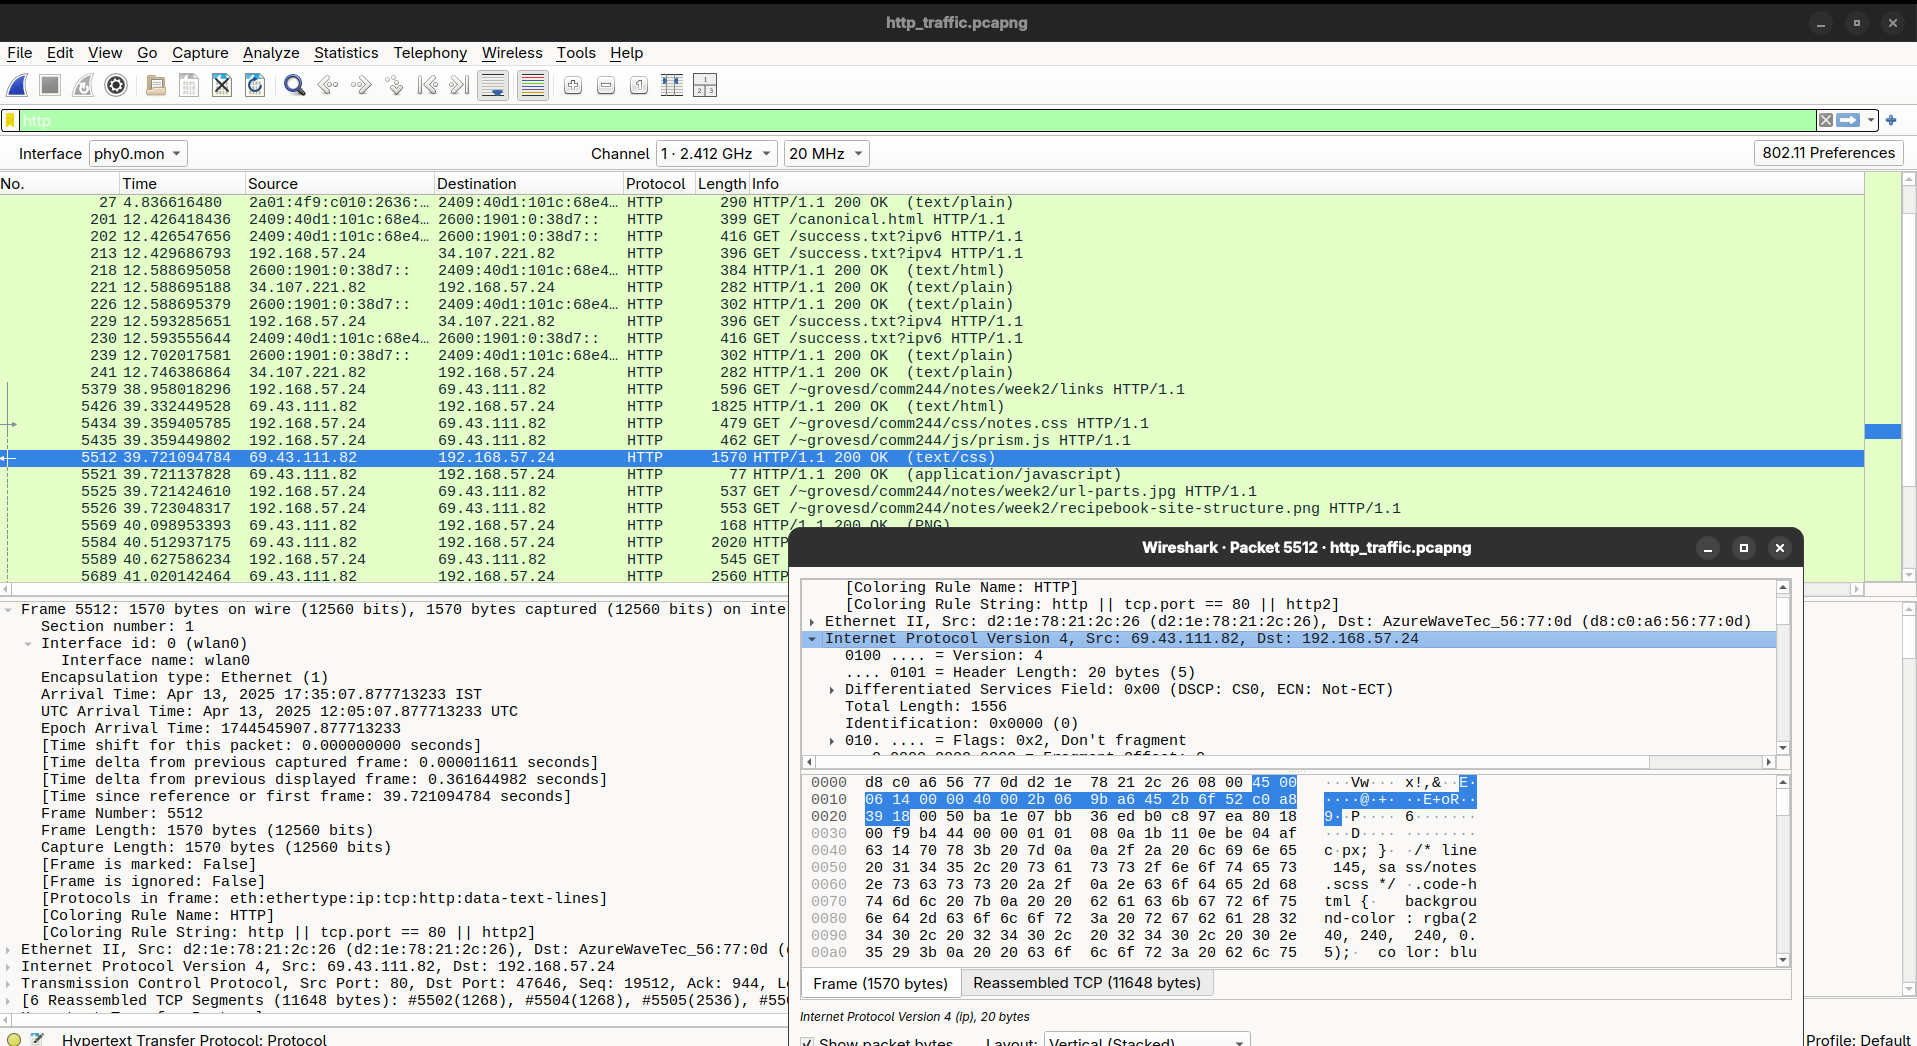 http_traffic.pcapng
File Edit View Go Capture Analyze Statistics Telephony Wireless Tools Help
http
Interface phy0.mon Channel 1 · 2.412 GHz 20 MHz 802.11 Preferences
No. Time Source Destination Protocol Length Info
27 4.836616480 2a01:4f9:c010:2636:… 2409:40d1:101c:68e4… HTTP 290 HTTP/1.1 200 OK (text/plain)
201 12.426418436 2409:40d1:101c:68e4… 2600:1901:0:38d7:: HTTP 399 GET /canonical.html HTTP/1.1
202 12.426547656 2409:40d1:101c:68e4… 2600:1901:0:38d7:: HTTP 416 GET /success.txt?ipv6 HTTP/1.1
213 12.429686793 192.168.57.24 34.107.221.82 HTTP 396 GET /success.txt?ipv4 HTTP/1.1
218 12.588695058 2600:1901:0:38d7:: 2409:40d1:101c:68e4… HTTP 384 HTTP/1.1 200 OK (text/html)
221 12.588695188 34.107.221.82 192.168.57.24 HTTP 282 HTTP/1.1 200 OK (text/plain)
226 12.588695379 2600:1901:0:38d7:: 2409:40d1:101c:68e4… HTTP 302 HTTP/1.1 200 OK (text/plain)
229 12.593285651 192.168.57.24 34.107.221.82 HTTP 396 GET /success.txt?ipv4 HTTP/1.1
230 12.593555644 2409:40d1:101c:68e4… 2600:1901:0:38d7:: HTTP 416 GET /success.txt?ipv6 HTTP/1.1
239 12.702017581 2600:1901:0:38d7:: 2409:40d1:101c:68e4… HTTP 302 HTTP/1.1 200 OK (text/plain)
241 12.746386864 34.107.221.82 192.168.57.24 HTTP 282 HTTP/1.1 200 OK (text/plain)
5379 38.958018296 192.168.57.24 69.43.111.82 HTTP 596 GET /~grovesd/comm244/notes/week2/links HTTP/1.1
5426 39.332449528 69.43.111.82 192.168.57.24 HTTP 1825 HTTP/1.1 200 OK (text/html)
5434 39.359405785 192.168.57.24 69.43.111.82 HTTP 479 GET /~grovesd/comm244/css/notes.css HTTP/1.1
5435 39.359449802 192.168.57.24 69.43.111.82 HTTP 462 GET /~grovesd/comm244/js/prism.js HTTP/1.1
5512 39.721094784 69.43.111.82 192.168.57.24 HTTP 1570 HTTP/1.1 200 OK (text/css)
5521 39.721137828 69.43.111.82 192.168.57.24 HTTP 77 HTTP/1.1 200 OK (application/javascript)
5525 39.721424610 192.168.57.24 69.43.111.82 HTTP 537 GET /~grovesd/comm244/notes/week2/url-parts.jpg HTTP/1.1
5526 39.723048317 192.168.57.24 69.43.111.82 HTTP 553 GET /~grovesd/comm244/notes/week2/recipebook-site-structure.png HTTP/1.1
5569 40.098953393 69.43.111.82 192.168.57.24 HTTP 168 HTTP/1.1 200 OK (PNG)
5584 40.512937175 69.43.111.82 192.168.57.24 HTTP 2020 HTTP
5589 40.627586234 192.168.57.24 69.43.111.82 HTTP 545 GET
5689 41.020142464 69.43.111.82 192.168.57.24 HTTP 2560 HTTP
Frame 5512: 1570 bytes on wire (12560 bits), 1570 bytes captured (12560 bits) on inte
Section number: 1
Interface id: 0 (wlan0)
Interface name: wlan0
Encapsulation type: Ethernet (1)
Arrival Time: Apr 13, 2025 17:35:07.877713233 IST
UTC Arrival Time: Apr 13, 2025 12:05:07.877713233 UTC
Epoch Arrival Time: 1744545907.877713233
[Time shift for this packet: 0.000000000 seconds]
[Time delta from previous captured frame: 0.000011611 seconds]
[Time delta from previous displayed frame: 0.361644982 seconds]
[Time since reference or first frame: 39.721094784 seconds]
Frame Number: 5512
Frame Length: 1570 bytes (12560 bits)
Capture Length: 1570 bytes (12560 bits)
[Frame is marked: False]
[Frame is ignored: False]
[Protocols in frame: eth:ethertype:ip:tcp:http:data-text-lines]
[Coloring Rule Name: HTTP]
[Coloring Rule String: http || tcp.port == 80 || http2]
Ethernet II, Src: d2:1e:78:21:2c:26 (d2:1e:78:21:2c:26), Dst: AzureWaveTec_56:77:0d (
Internet Protocol Version 4, Src: 69.43.111.82, Dst: 192.168.57.24
Transmission Control Protocol, Src Port: 80, Dst Port: 47646, Seq: 19512, Ack: 944, L
[6 Reassembled TCP Segments (11648 bytes): #5502(1268), #5504(1268), #5505(2536), #55
Hypertext Transfer Protocol: Protocol
Wireshark · Packet 5512 · http_traffic.pcapng
[Coloring Rule Name: HTTP]
[Coloring Rule String: http || tcp.port == 80 || http2]
Ethernet II, Src: d2:1e:78:21:2c:26 (d2:1e:78:21:2c:26), Dst: AzureWaveTec_56:77:0d (d8:c0:a6:56:77:0d)
Internet Protocol Version 4, Src: 69.43.111.82, Dst: 192.168.57.24
0100 .... = Version: 4
.... 0101 = Header Length: 20 bytes (5)
Differentiated Services Field: 0x00 (DSCP: CS0, ECN: Not-ECT)
Total Length: 1556
Identification: 0x0000 (0)
010. .... = Flags: 0x2, Don't fragment
0000 d8 c0 a6 56 77 0d d2 1e 78 21 2c 26 08 00 45 00 ···Vw··· x!,&··E·
0010 06 14 00 00 40 00 2b 06 9b a6 45 2b 6f 52 c0 a8 ····@·+· ··E+oR··
0020 39 18 00 50 ba 1e 07 bb 36 ed b0 c8 97 ea 80 18 9··P···· 6·······
0030 00 f9 b4 44 00 00 01 01 08 0a 1b 11 0e be 04 af ···D···· ········
0040 63 14 70 78 3b 20 7d 0a 0a 2f 2a 20 6c 69 6e 65 c·px; }· ·/* line
0050 20 31 34 35 2c 20 73 61 73 73 2f 6e 6f 74 65 73 145, sa ss/notes
0060 2e 73 63 73 73 20 2a 2f 0a 2e 63 6f 64 65 2d 68 .scss */ ·.code-h
0070 74 6d 6c 20 7b 0a 20 20 62 61 63 6b 67 72 6f 75 tml {· backgrou
0080 6e 64 2d 63 6f 6c 6f 72 3a 20 72 67 62 61 28 32 nd-color : rgba(2
0090 34 30 2c 20 32 34 30 2c 20 32 34 30 2c 20 30 2e 40, 240, 240, 0.
00a0 35 29 3b 0a 20 20 63 6f 6c 6f 72 3a 20 62 6c 75 5);· co lor: blu
Frame (1570 bytes) Reassembled TCP (11648 bytes)
Internet Protocol Version 4 (ip), 20 bytes
Show packet bytes Layout: Vertical (Stacked)
Profile: Default